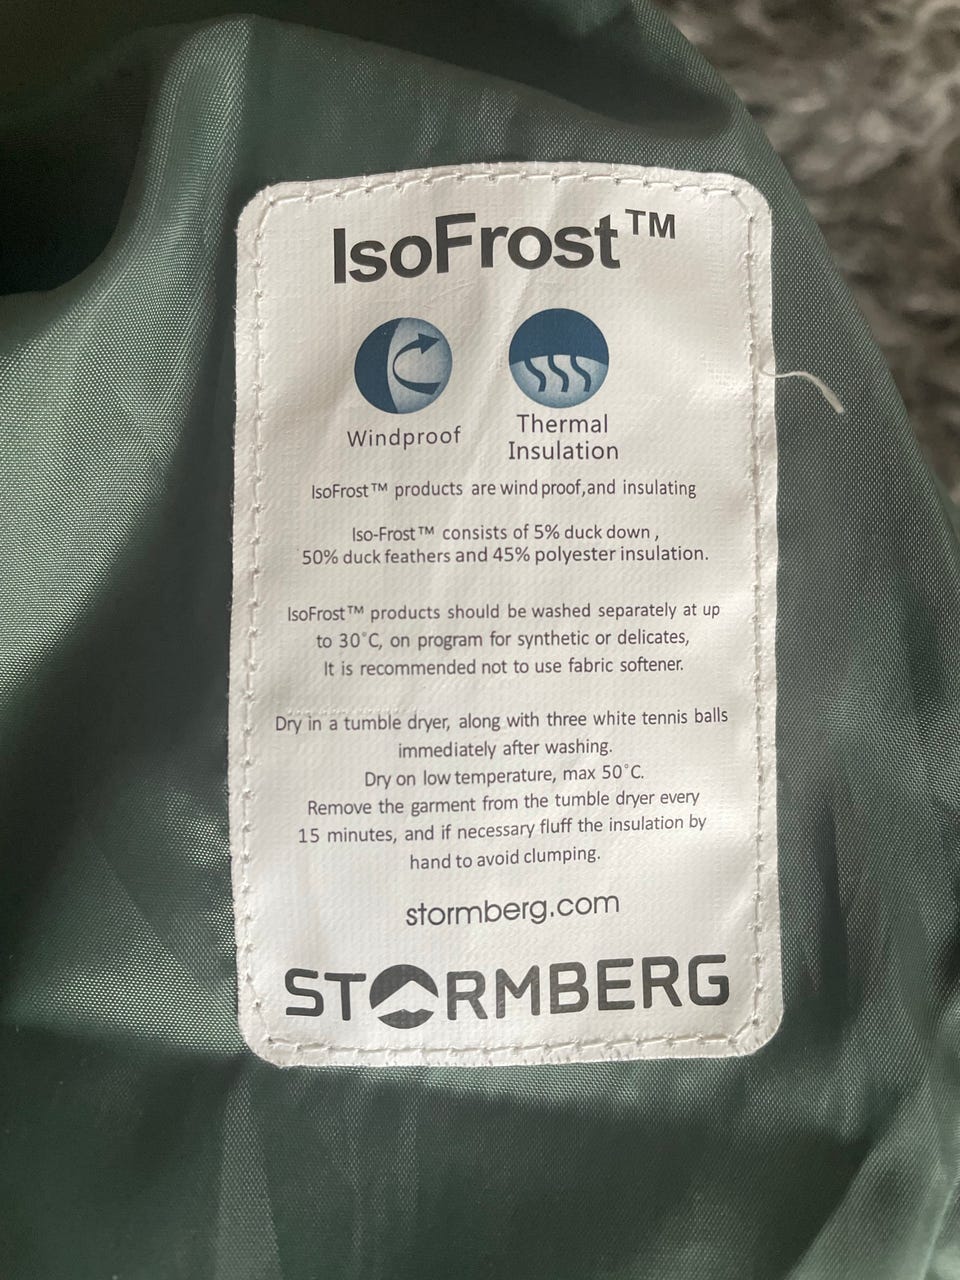 IsoFrost™
Windproof
Thermal
Insulation
IsoFrost™ products are wind proof,and insulating
Iso-Frost™ consists of 5% duck down ,
50% duck feathers and 45% polyester insulation.
IsoFrost™ products should be washed separately at up
to 30°C, on program for synthetic or delicates,
It is recommended not to use fabric softener.
Dry in a tumble dryer, along with three white tennis balls
immediately after washing.
Dry on low temperature, max 50°C.
Remove the garment from the tumble dryer every
15 minutes, and if necessary fluff the insulation by
hand to avoid clumping.
stormberg.com
STORMBERG